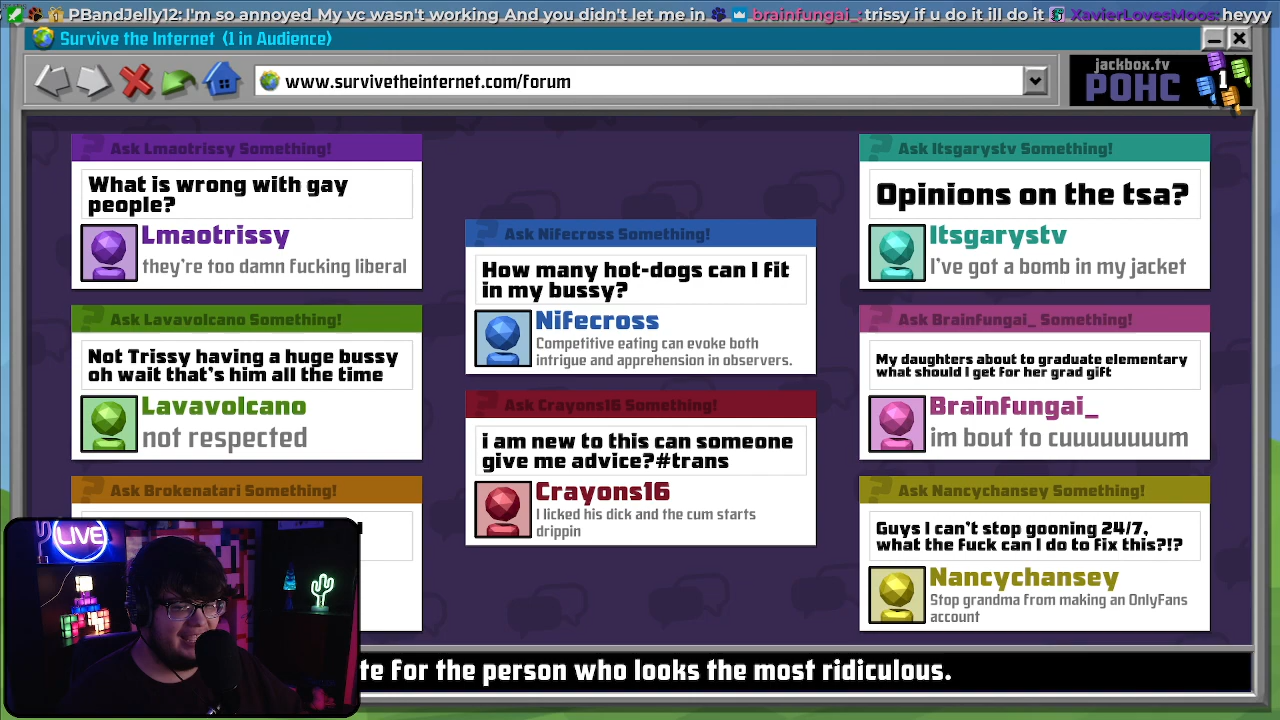 PBandJelly12: I'm so annoyed My vc wasn't working And you didn't let me in brainfungai_: trissy if u do it ill do it XavierLovesMoos: heyyy
Survive the Internet (1 in Audience)
www.survivetheinternet.com/forum
jackbox.tv
POHC
1
Ask Lmaotrissy Something!
What is wrong with gay
people?
Lmaotrissy
they're too damn fucking liberal
Ask Lavavolcano Something!
Not Trissy having a huge bussy
oh wait that's him all the time
Lavavolcano
not respected
Ask Brokenatari Something!
Ask Nifecross Something!
How many hot-dogs can I fit
in my bussy?
Nifecross
Competitive eating can evoke both
intrigue and apprehension in observers.
Ask Crayons16 Something!
i am new to this can someone
give me advice?#trans
Crayons16
I licked his dick and the cum starts
drippin
Ask Itsgarystv Something!
Opinions on the tsa?
Itsgarystv
I've got a bomb in my jacket
Ask Brainfungai_ Something!
My daughters about to graduate elementary
what should I get for her grad gift
Brainfungai_
im bout to cuuuuuuuum
Ask Nancychansey Something!
Guys I can't stop gooning 24/7,
what the fuck can I do to fix this?!?
Nancychansey
Stop grandma from making an OnlyFans
account
LIVE
for the person who looks the most ridiculous.